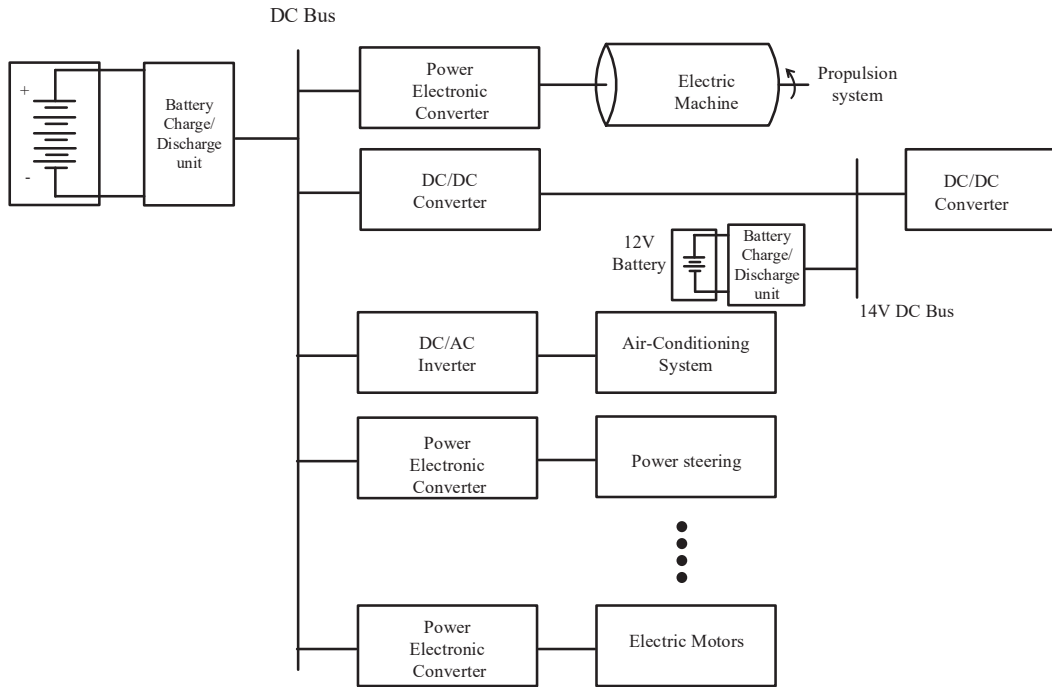 DC Bus
+
-
Battery
Charge/
Discharge
unit
Power
Electronic
Converter
Electric
Machine
Propulsion
system
DC/DC
Converter
DC/DC
Converter
12V
Battery
Battery
Charge/
Discharge
unit
14V DC Bus
DC/AC
Inverter
Air-Conditioning
System
Power
Electronic
Converter
Power steering
Power
Electronic
Converter
Electric Motors